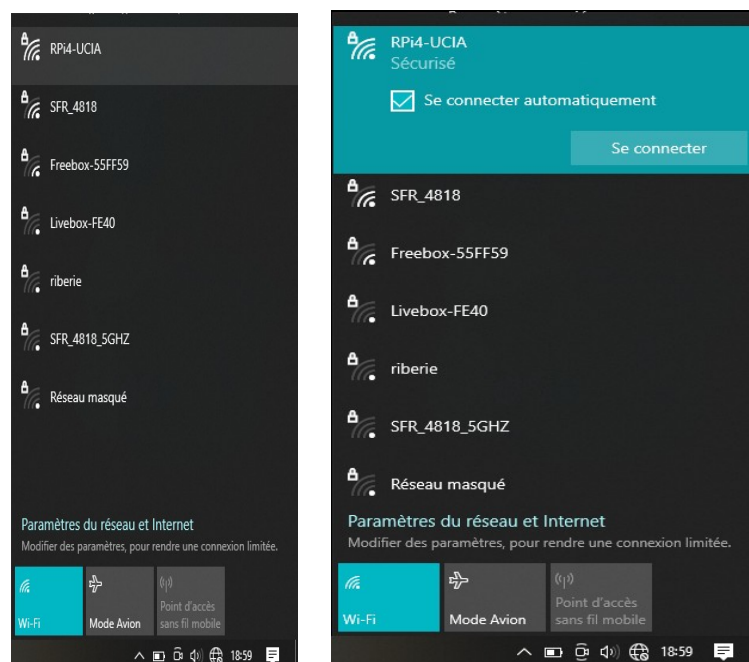 RPi4-UCIA
SFR_4818
Freebox-55FF59
Livebox-FE40
riberie
SFR_4818_5GHZ
Réseau masqué
Paramètres du réseau et Internet
Modifier des paramètres, pour rendre une connexion limitée.
Wi-Fi
Mode Avion
Point d'accès
sans fil mobile
18:59
RPi4-UCIA
Sécurisé
Se connecter automatiquement
Se connecter
SFR_4818
Freebox-55FF59
Livebox-FE40
riberie
SFR_4818_5GHZ
Réseau masqué
Paramètres du réseau et Internet
Modifier des paramètres, pour rendre une connexion limitée.
Wi-Fi
Mode Avion
Point d'accès
sans fil mobile
18:59